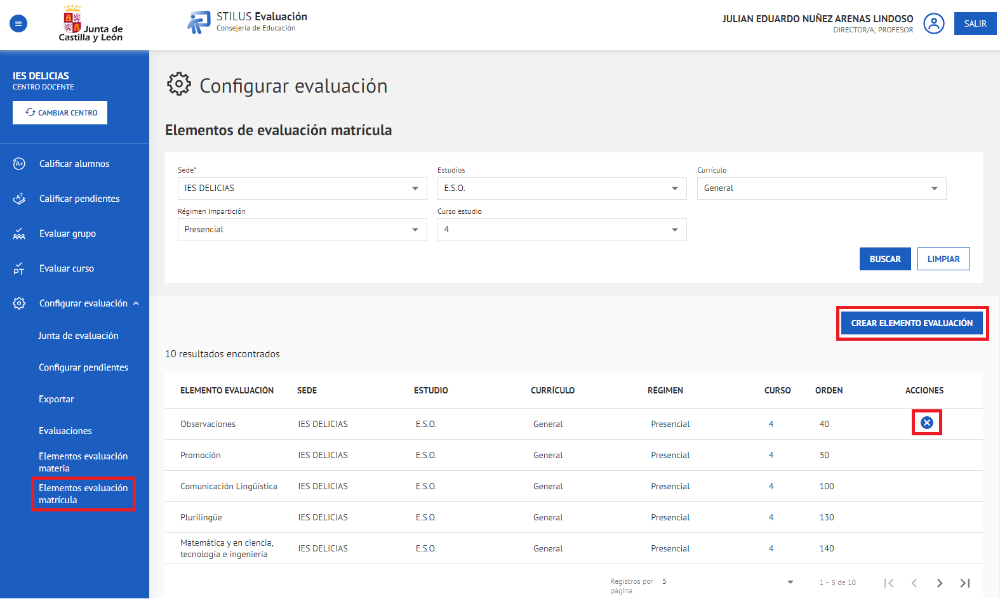 Junta de
Castilla y León
STILUS Evaluación
Consejería de Educación
JULIAN EDUARDO NUÑEZ ARENAS LINDOSO
DIRECTOR/A; PROFESOR
SALIR
IES DELICIAS
CENTRO DOCENTE
CAMBIAR CENTRO
Calificar alumnos
Calificar pendientes
Evaluar grupo
Evaluar curso
Configurar evaluación
Junta de evaluación
Configurar pendientes
Exportar
Evaluaciones
Elementos evaluación
materia
Elementos evaluación
matrícula
Configurar evaluación
Elementos de evaluación matrícula
Sede* Estudios Currículo
IES DELICIAS E.S.O. General
Régimen Impartición Curso estudio
Presencial 4
BUSCAR LIMPIAR
CREAR ELEMENTO EVALUACIÓN
10 resultados encontrados
ELEMENTO EVALUACIÓN SEDE ESTUDIO CURRÍCULO RÉGIMEN CURSO ORDEN ACCIONES
Observaciones IES DELICIAS E.S.O. General Presencial 4 40
Promoción IES DELICIAS E.S.O. General Presencial 4 50
Comunicación Lingüística IES DELICIAS E.S.O. General Presencial 4 100
Plurilingüe IES DELICIAS E.S.O. General Presencial 4 130
Matemática y en ciencia,
tecnología e ingeniería IES DELICIAS E.S.O. General Presencial 4 140
Registros por
página 5 1 – 5 de 10